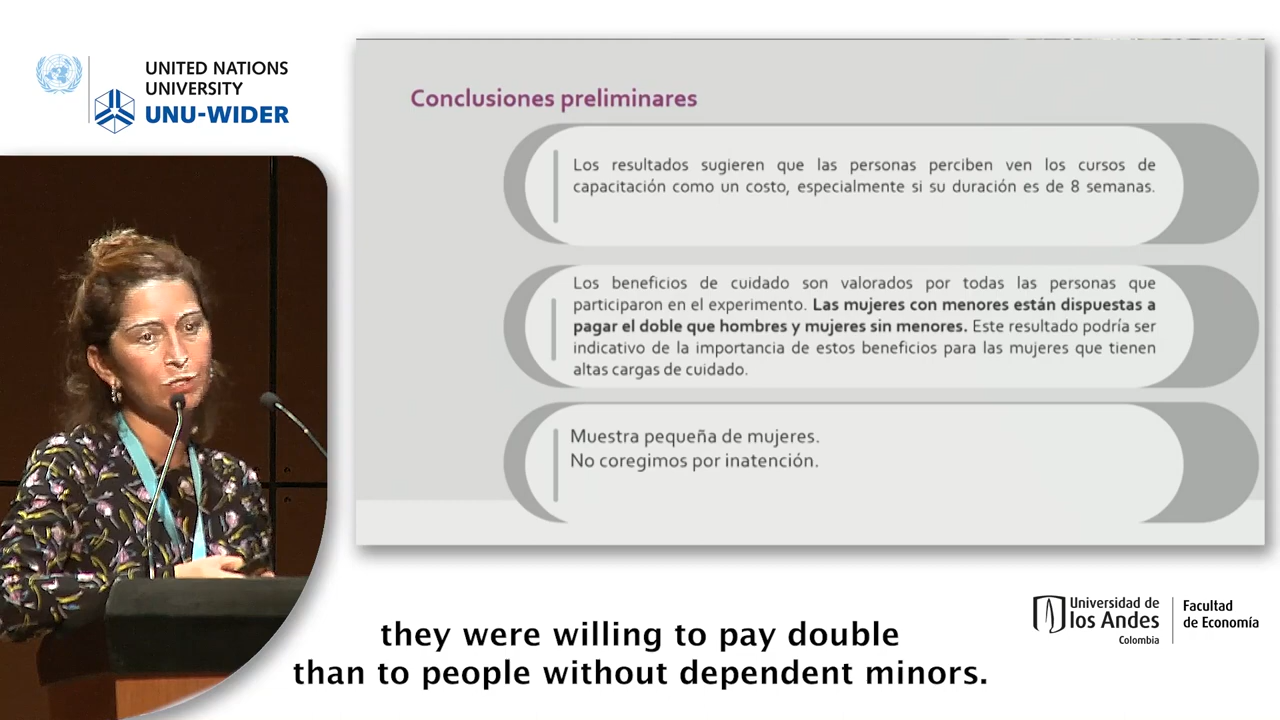 UNITED NATIONS
UNIVERSITY
UNU-WIDER
Conclusiones preliminares
Los resultados sugieren que las personas perciben ven los cursos de
capacitación como un costo, especialmente si su duración es de 8 semanas.
Los beneficios de cuidado son valorados por todas las personas que
participaron en el experimento. Las mujeres con menores están dispuestas a
pagar el doble que hombres y mujeres sin menores. Este resultado podría ser
indicativo de la importancia de estos beneficios para las mujeres que tienen
altas cargas de cuidado.
Muestra pequeña de mujeres.
No coregimos por inatención.
Universidad de
los Andes
Colombia
Facultad
de Economía
they were willing to pay double
than to people without dependent minors.